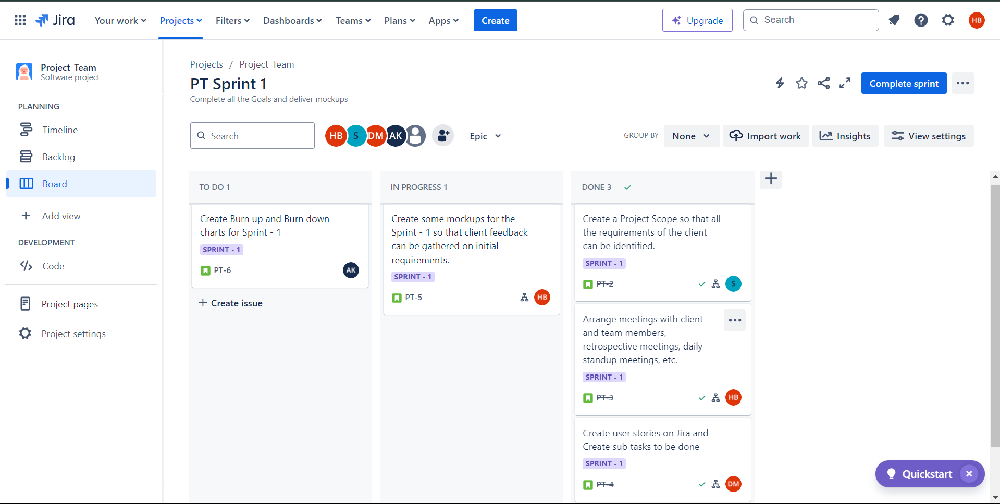 Jira
Your work
Projects
Filters
Dashboards
Teams
Plans
Apps
Create
Upgrade
Search
HB
Project_Team
Software project
PLANNING
Timeline
Backlog
Board
Add view
DEVELOPMENT
Code
Project pages
Project settings
Projects / Project_Team
PT Sprint 1
Complete all the Goals and deliver mockups
Complete sprint
Search
HB
S
DM
AK
Epic
GROUP BY
None
Import work
Insights
View settings
TO DO 1
Create Burn up and Burn down
charts for Sprint - 1
SPRINT - 1
PT-6
AK
Create issue
IN PROGRESS 1
Create some mockups for the
Sprint - 1 so that client feedback
can be gathered on initial
requirements.
SPRINT - 1
PT-5
HB
DONE 3
Create a Project Scope so that all
the requirements of the client
can be identified.
SPRINT - 1
PT-2
S
Arrange meetings with client
and team members,
retrospective meetings, daily
standup meetings, etc.
SPRINT - 1
PT-3
HB
Create user stories on Jira and
Create sub tasks to be done
SPRINT - 1
PT-4
DM
Quickstart